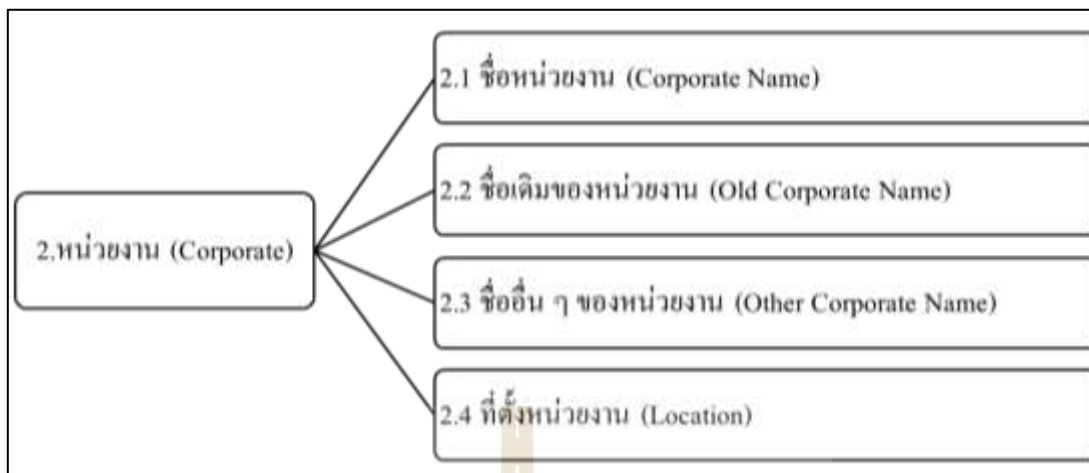 2.1 ชื่อหน่วยงาน (Corporate Name)
2.2 ชื่อเดิมของหน่วยงาน (Old Corporate Name)
2.หน่วยงาน (Corporate)
2.3 ชื่ออื่น ๆ ของหน่วยงาน (Other Corporate Name)
2.4 ที่ตั้งหน่วยงาน (Location)